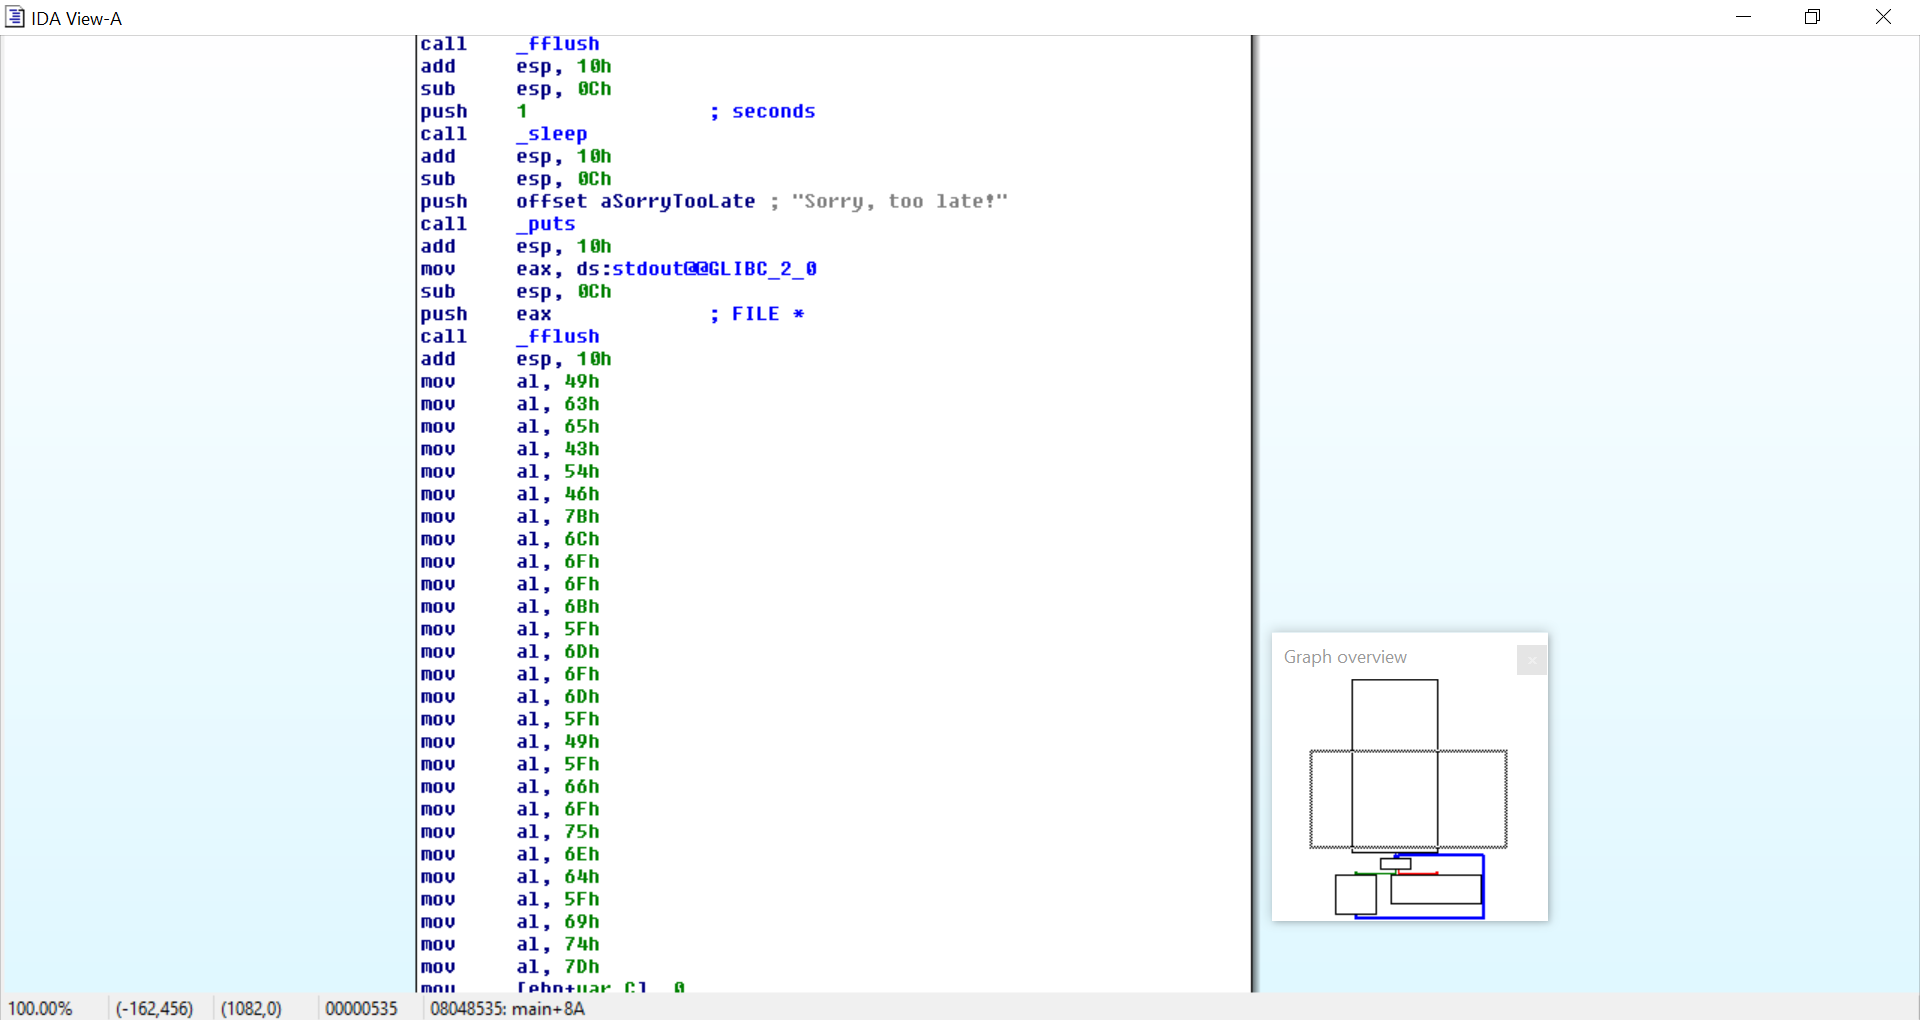 IDA View-A
call _fflush
add esp, 10h
sub esp, 0Ch
push 1 ; seconds
call _sleep
add esp, 10h
sub esp, 0Ch
push offset aSorryTooLate ; "Sorry, too late!"
call _puts
add esp, 10h
mov eax, ds:stdout@@GLIBC_2_0
sub esp, 0Ch
push eax ; FILE *
call _fflush
add esp, 10h
mov al, 49h
mov al, 63h
mov al, 65h
mov al, 43h
mov al, 54h
mov al, 46h
mov al, 7Bh
mov al, 6Ch
mov al, 6Fh
mov al, 6Fh
mov al, 6Bh
mov al, 5Fh
mov al, 6Dh
mov al, 6Fh
mov al, 6Dh
mov al, 5Fh
mov al, 49h
mov al, 5Fh
mov al, 66h
mov al, 6Fh
mov al, 75h
mov al, 6Eh
mov al, 64h
mov al, 5Fh
mov al, 69h
mov al, 74h
mov al, 7Dh
mov [ebp+var_C], 0
Graph overview
100.00% (-162,456) (1082,0) 00000535 08048535: main+8A